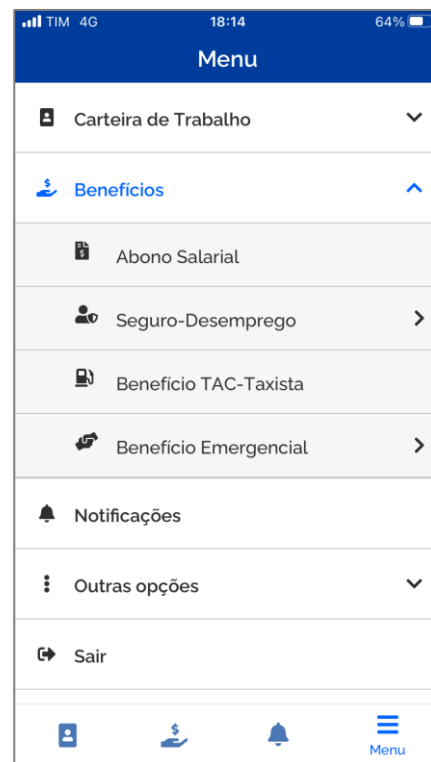 TIM 4G 18:14 64%
Menu
Carteira de Trabalho
Benefícios
Abono Salarial
Seguro-Desemprego
Benefício TAC-Taxista
Benefício Emergencial
Notificações
Outras opções
Sair
Menu